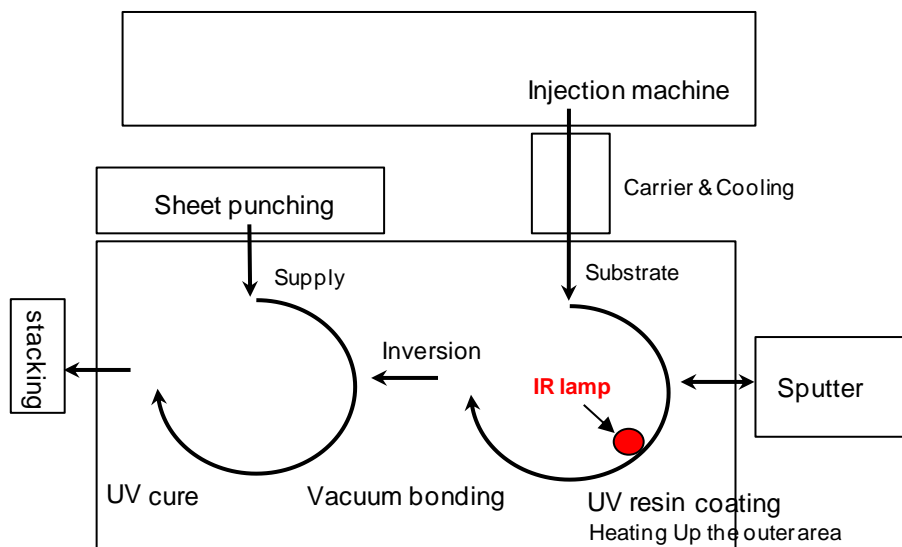 Injection machine
Carrier & Cooling
Sheet punching
Supply
Substrate
stacking
Inversion
IR lamp
Sputter
UV cure
Vacuum bonding
UV resin coating
Heating Up the outer area